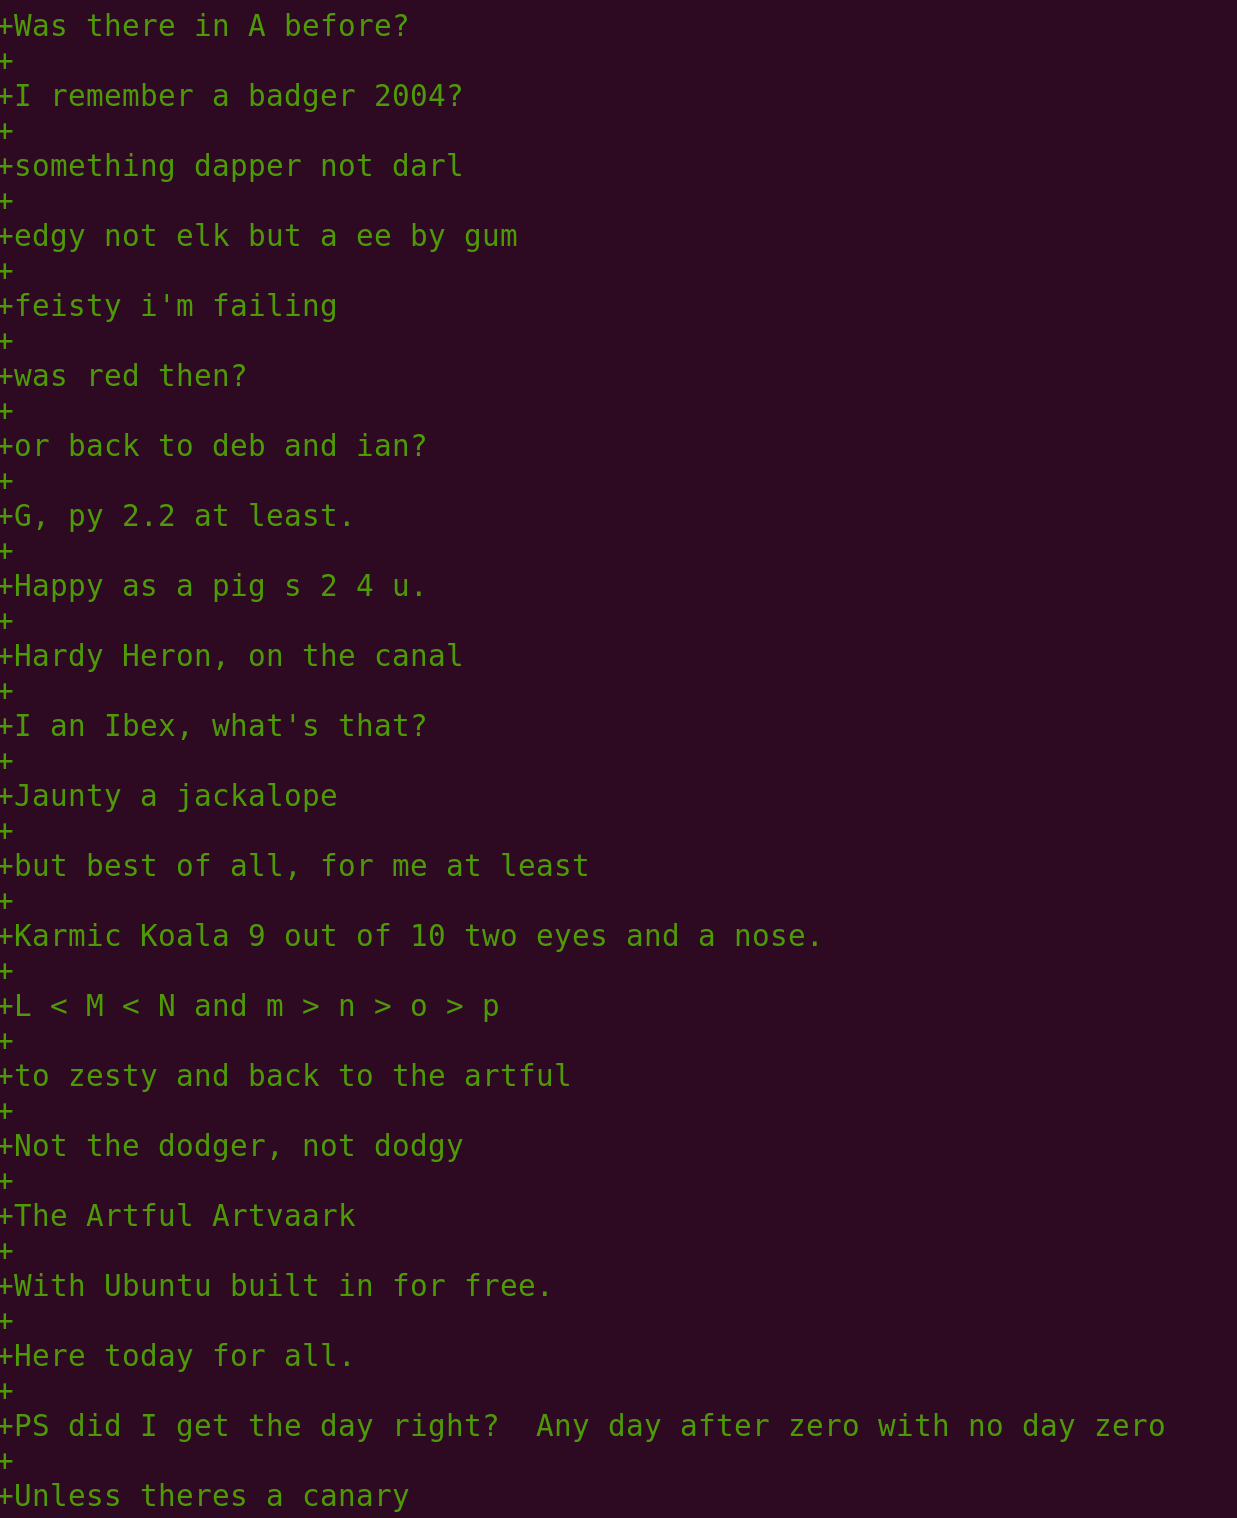 +Was there in A before?
+
+I remember a badger 2004?
+
+something dapper not darl
+
+edgy not elk but a ee by gum
+
+feisty i'm failing
+
+was red then?
+
+or back to deb and ian?
+
+G, py 2.2 at least.
+
+Happy as a pig s 2 4 u.
+
+Hardy Heron, on the canal
+
+I an Ibex, what's that?
+
+Jaunty a jackalope
+
+but best of all, for me at least
+
+Karmic Koala 9 out of 10 two eyes and a nose.
+
+L < M < N and m > n > o > p
+
+to zesty and back to the artful
+
+Not the dodger, not dodgy
+
+The Artful Artvaark
+
+With Ubuntu built in for free.
+
+Here today for all.
+
+PS did I get the day right?  Any day after zero with no day zero
+
+Unless theres a canary